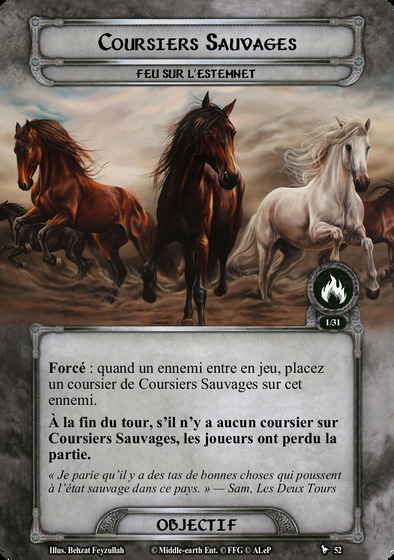 Coursiers Sauvages
Feu sur l'Estemnet
1/31
Forcé : quand un ennemi entre en jeu, placez
un coursier de Coursiers Sauvages sur cet
ennemi.
À la fin du tour, s'il n'y a aucun coursier sur
Coursiers Sauvages, les joueurs ont perdu la
partie.
« Je parie qu'il y a des tas de bonnes choses qui poussent
à l'état sauvage dans ce pays. » — Sam, Les Deux Tours
Objectif
Illus. Behzat Feyzullah © Middle-earth Ent. © FFG © ALeP 52